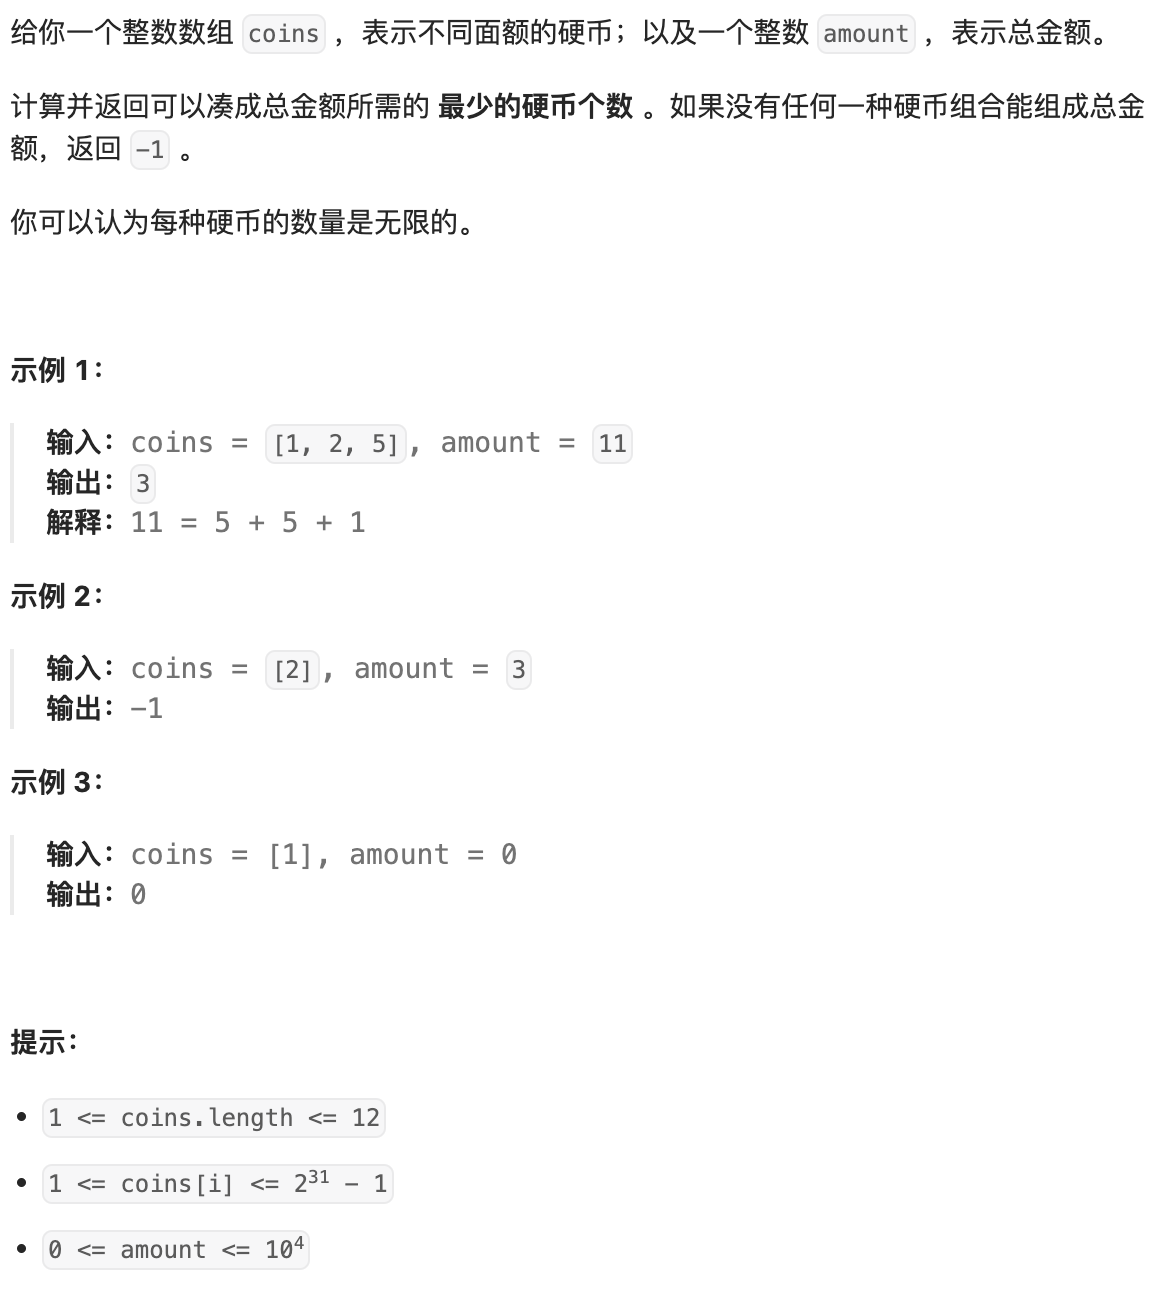 给你一个整数数组 coins ，表示不同面额的硬币；以及一个整数 amount ，表示总金额。
计算并返回可以凑成总金额所需的 最少的硬币个数 。如果没有任何一种硬币组合能组成总金
额，返回 -1 。
你可以认为每种硬币的数量是无限的。
示例 1：
输入：coins = [1, 2, 5], amount = 11
输出：3
解释：11 = 5 + 5 + 1
示例 2：
输入：coins = [2], amount = 3
输出：-1
示例 3：
输入：coins = [1], amount = 0
输出：0
提示：
• 1 <= coins.length <= 12
• 1 <= coins[i] <= 2³¹ - 1
• 0 <= amount <= 10⁴